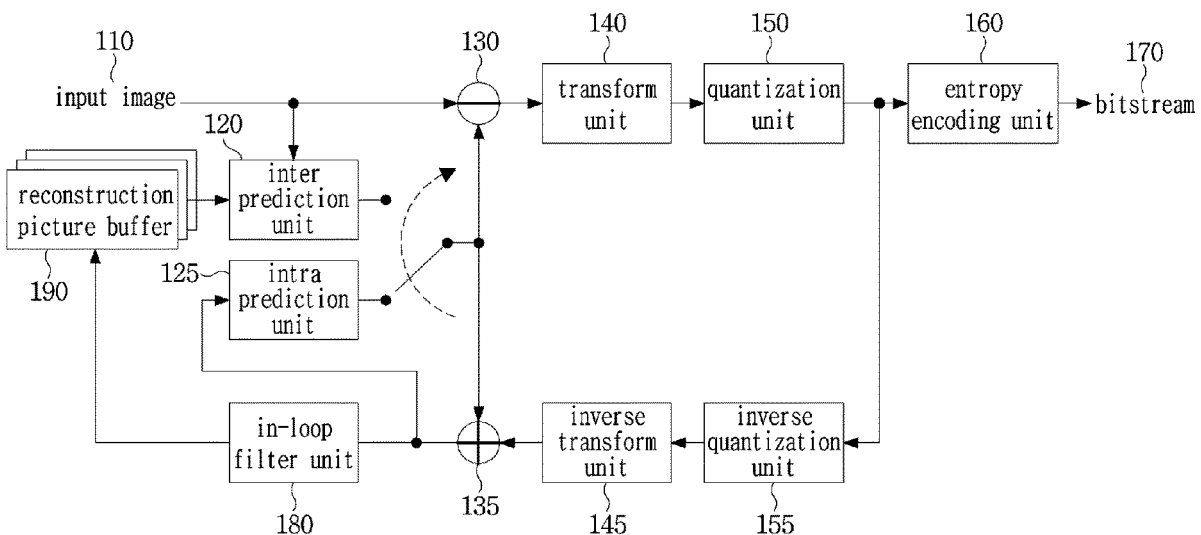 110
130
140
150
160
170
input image
transform
unit
quantization
unit
entropy
encoding unit
bitstream
120
inter
prediction
unit
reconstruction
picture buffer
190
125
intra
prediction
unit
in-loop
filter unit
180
135
inverse
transform
unit
145
inverse
quantization
unit
155